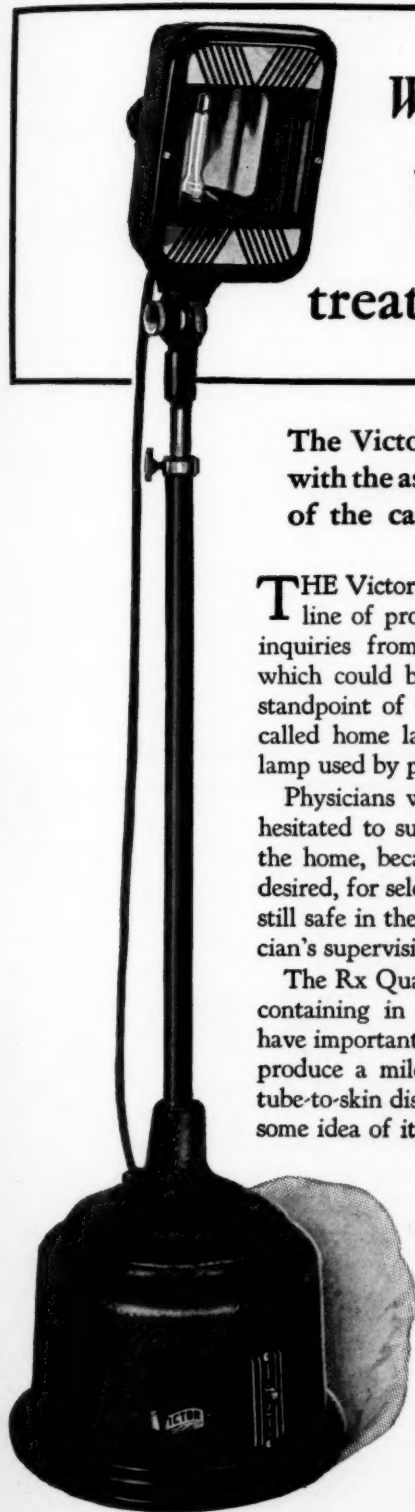 W
treat
The Victo
with the as
of the ca
THE Victor
line of pro
inquiries from
which could b
standpoint of
called home la
lamp used by p
Physicians w
hesitated to su
the home, beca
desired, for sele
still safe in the
cian's supervisi
The Rx Qua
containing in
have important
produce a mild
tube-to-skin dis
some idea of it
VICTOR